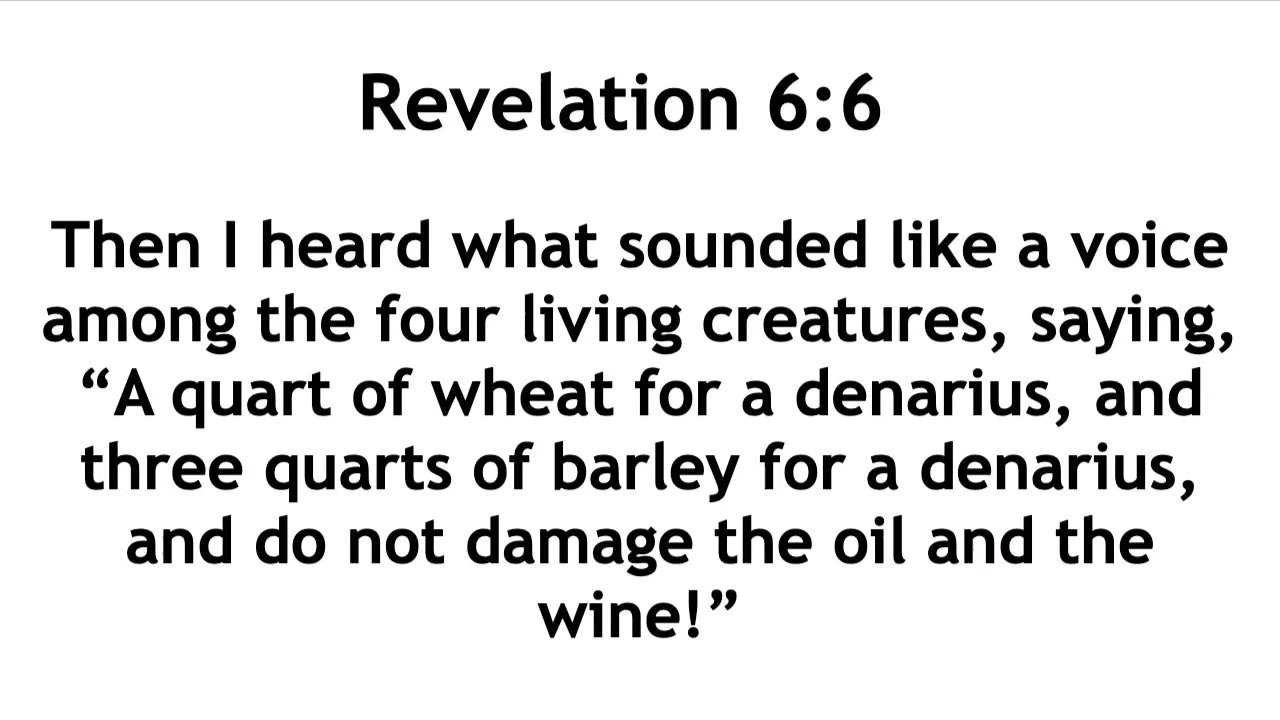 Revelation 6:6
Then I heard what sounded like a voice
among the four living creatures, saying,
“A quart of wheat for a denarius, and
three quarts of barley for a denarius,
and do not damage the oil and the
wine!”